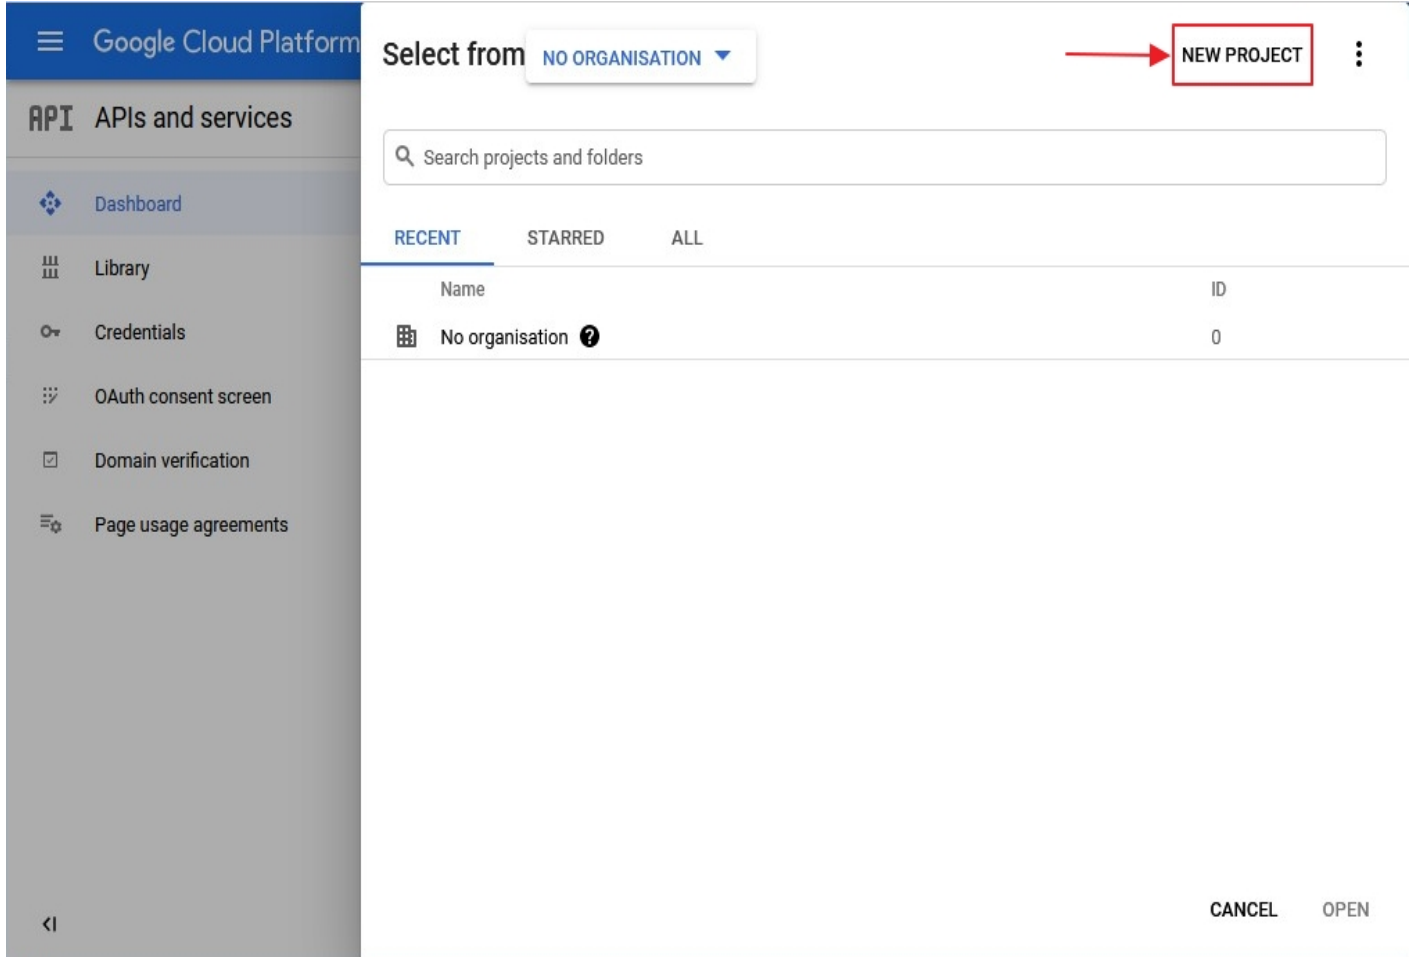 Google Cloud Platform
API APIs and services
Dashboard
Library
Credentials
OAuth consent screen
Domain verification
Page usage agreements
Select from NO ORGANISATION
NEW PROJECT
Search projects and folders
RECENT STARRED ALL
Name ID
No organisation 0
CANCEL OPEN